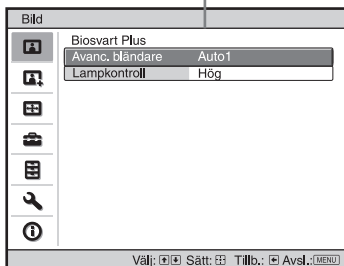 Bild
Biosvart Plus
Avanc. bländare Auto1
Lampkontroll Hög
Välj: Sätt: Tillb.: Avsl.: MENU